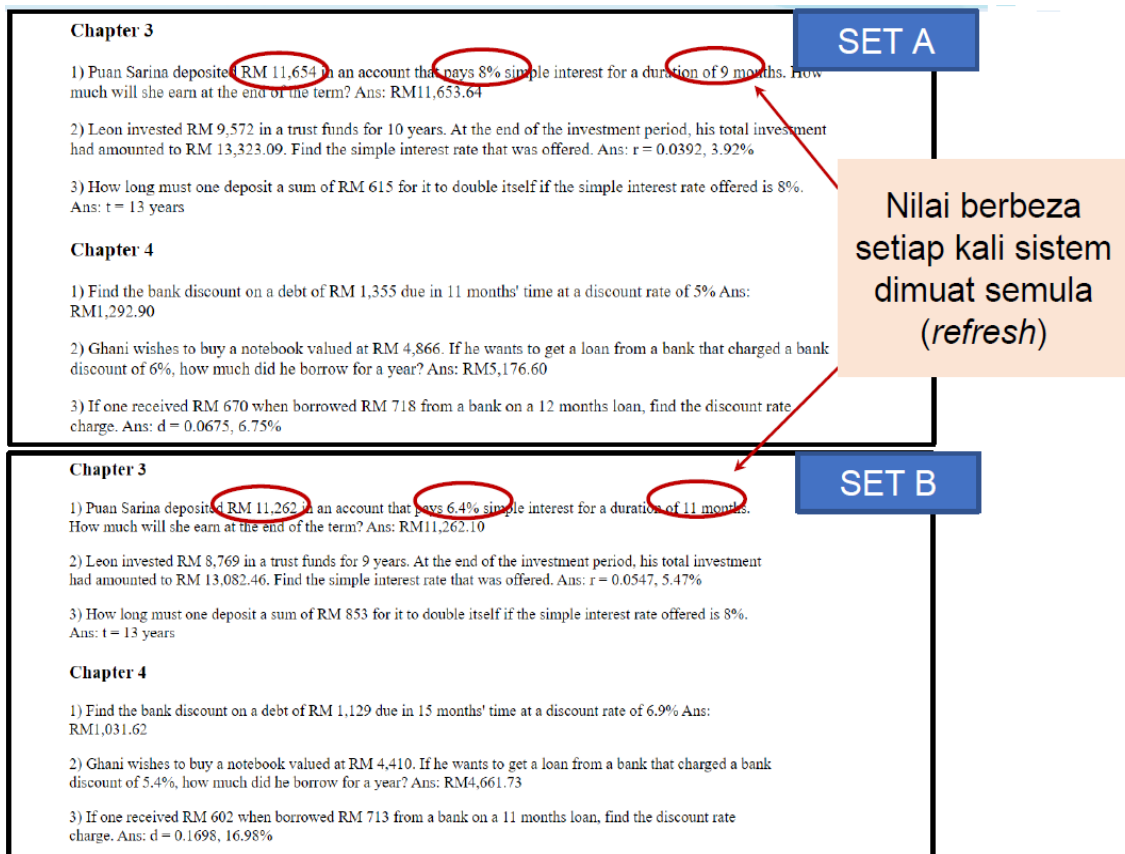 Chapter 3
SET A
1) Puan Sarina deposited RM 11,654 in an account that pays 8% simple interest for a duration of 9 months. How
much will she earn at the end of the term? Ans: RM11,653.64
2) Leon invested RM 9,572 in a trust funds for 10 years. At the end of the investment period, his total investment
had amounted to RM 13,323.09. Find the simple interest rate that was offered. Ans: r = 0.0392, 3.92%
3) How long must one deposit a sum of RM 615 for it to double itself if the simple interest rate offered is 8%.
Ans: t = 13 years
Chapter 4
1) Find the bank discount on a debt of RM 1,355 due in 11 months' time at a discount rate of 5% Ans:
RM1,292.90
2) Ghani wishes to buy a notebook valued at RM 4,866. If he wants to get a loan from a bank that charged a bank
discount of 6%, how much did he borrow for a year? Ans: RM5,176.60
3) If one received RM 670 when borrowed RM 718 from a bank on a 12 months loan, find the discount rate
charge. Ans: d = 0.0675, 6.75%
Nilai berbeza
setiap kali sistem
dimuat semula
(refresh)
Chapter 3
SET B
1) Puan Sarina deposited RM 11,262 in an account that pays 6.4% simple interest for a duration of 11 months.
How much will she earn at the end of the term? Ans: RM11,262.10
2) Leon invested RM 8,769 in a trust funds for 9 years. At the end of the investment period, his total investment
had amounted to RM 13,082.46. Find the simple interest rate that was offered. Ans: r = 0.0547, 5.47%
3) How long must one deposit a sum of RM 853 for it to double itself if the simple interest rate offered is 8%.
Ans: t = 13 years
Chapter 4
1) Find the bank discount on a debt of RM 1,129 due in 15 months' time at a discount rate of 6.9% Ans:
RM1,031.62
2) Ghani wishes to buy a notebook valued at RM 4,410. If he wants to get a loan from a bank that charged a bank
discount of 5.4%, how much did he borrow for a year? Ans: RM4,661.73
3) If one received RM 602 when borrowed RM 713 from a bank on a 11 months loan, find the discount rate
charge. Ans: d = 0.1698, 16.98%